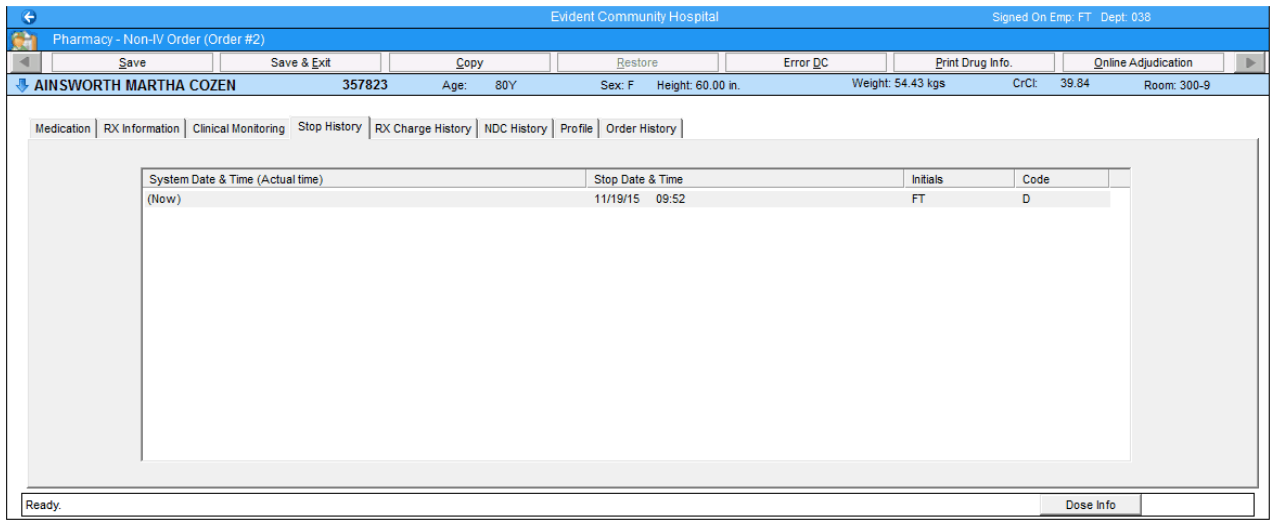 Evident Community Hospital Signed On Emp: FT Dept: 038
Pharmacy - Non-IV Order (Order #2)
Save Save & Exit Copy Restore Error DC Print Drug Info. Online Adjudication
AINSWORTH MARTHA COZEN 357823 Age: 80Y Sex: F Height: 60.00 in. Weight: 54.43 kgs CrCl: 39.84 Room: 300-9
Medication RX Information Clinical Monitoring Stop History RX Charge History NDC History Profile Order History
System Date & Time (Actual time) Stop Date & Time Initials Code
(Now) 11/19/15 09:52 FT D
Ready. Dose Info